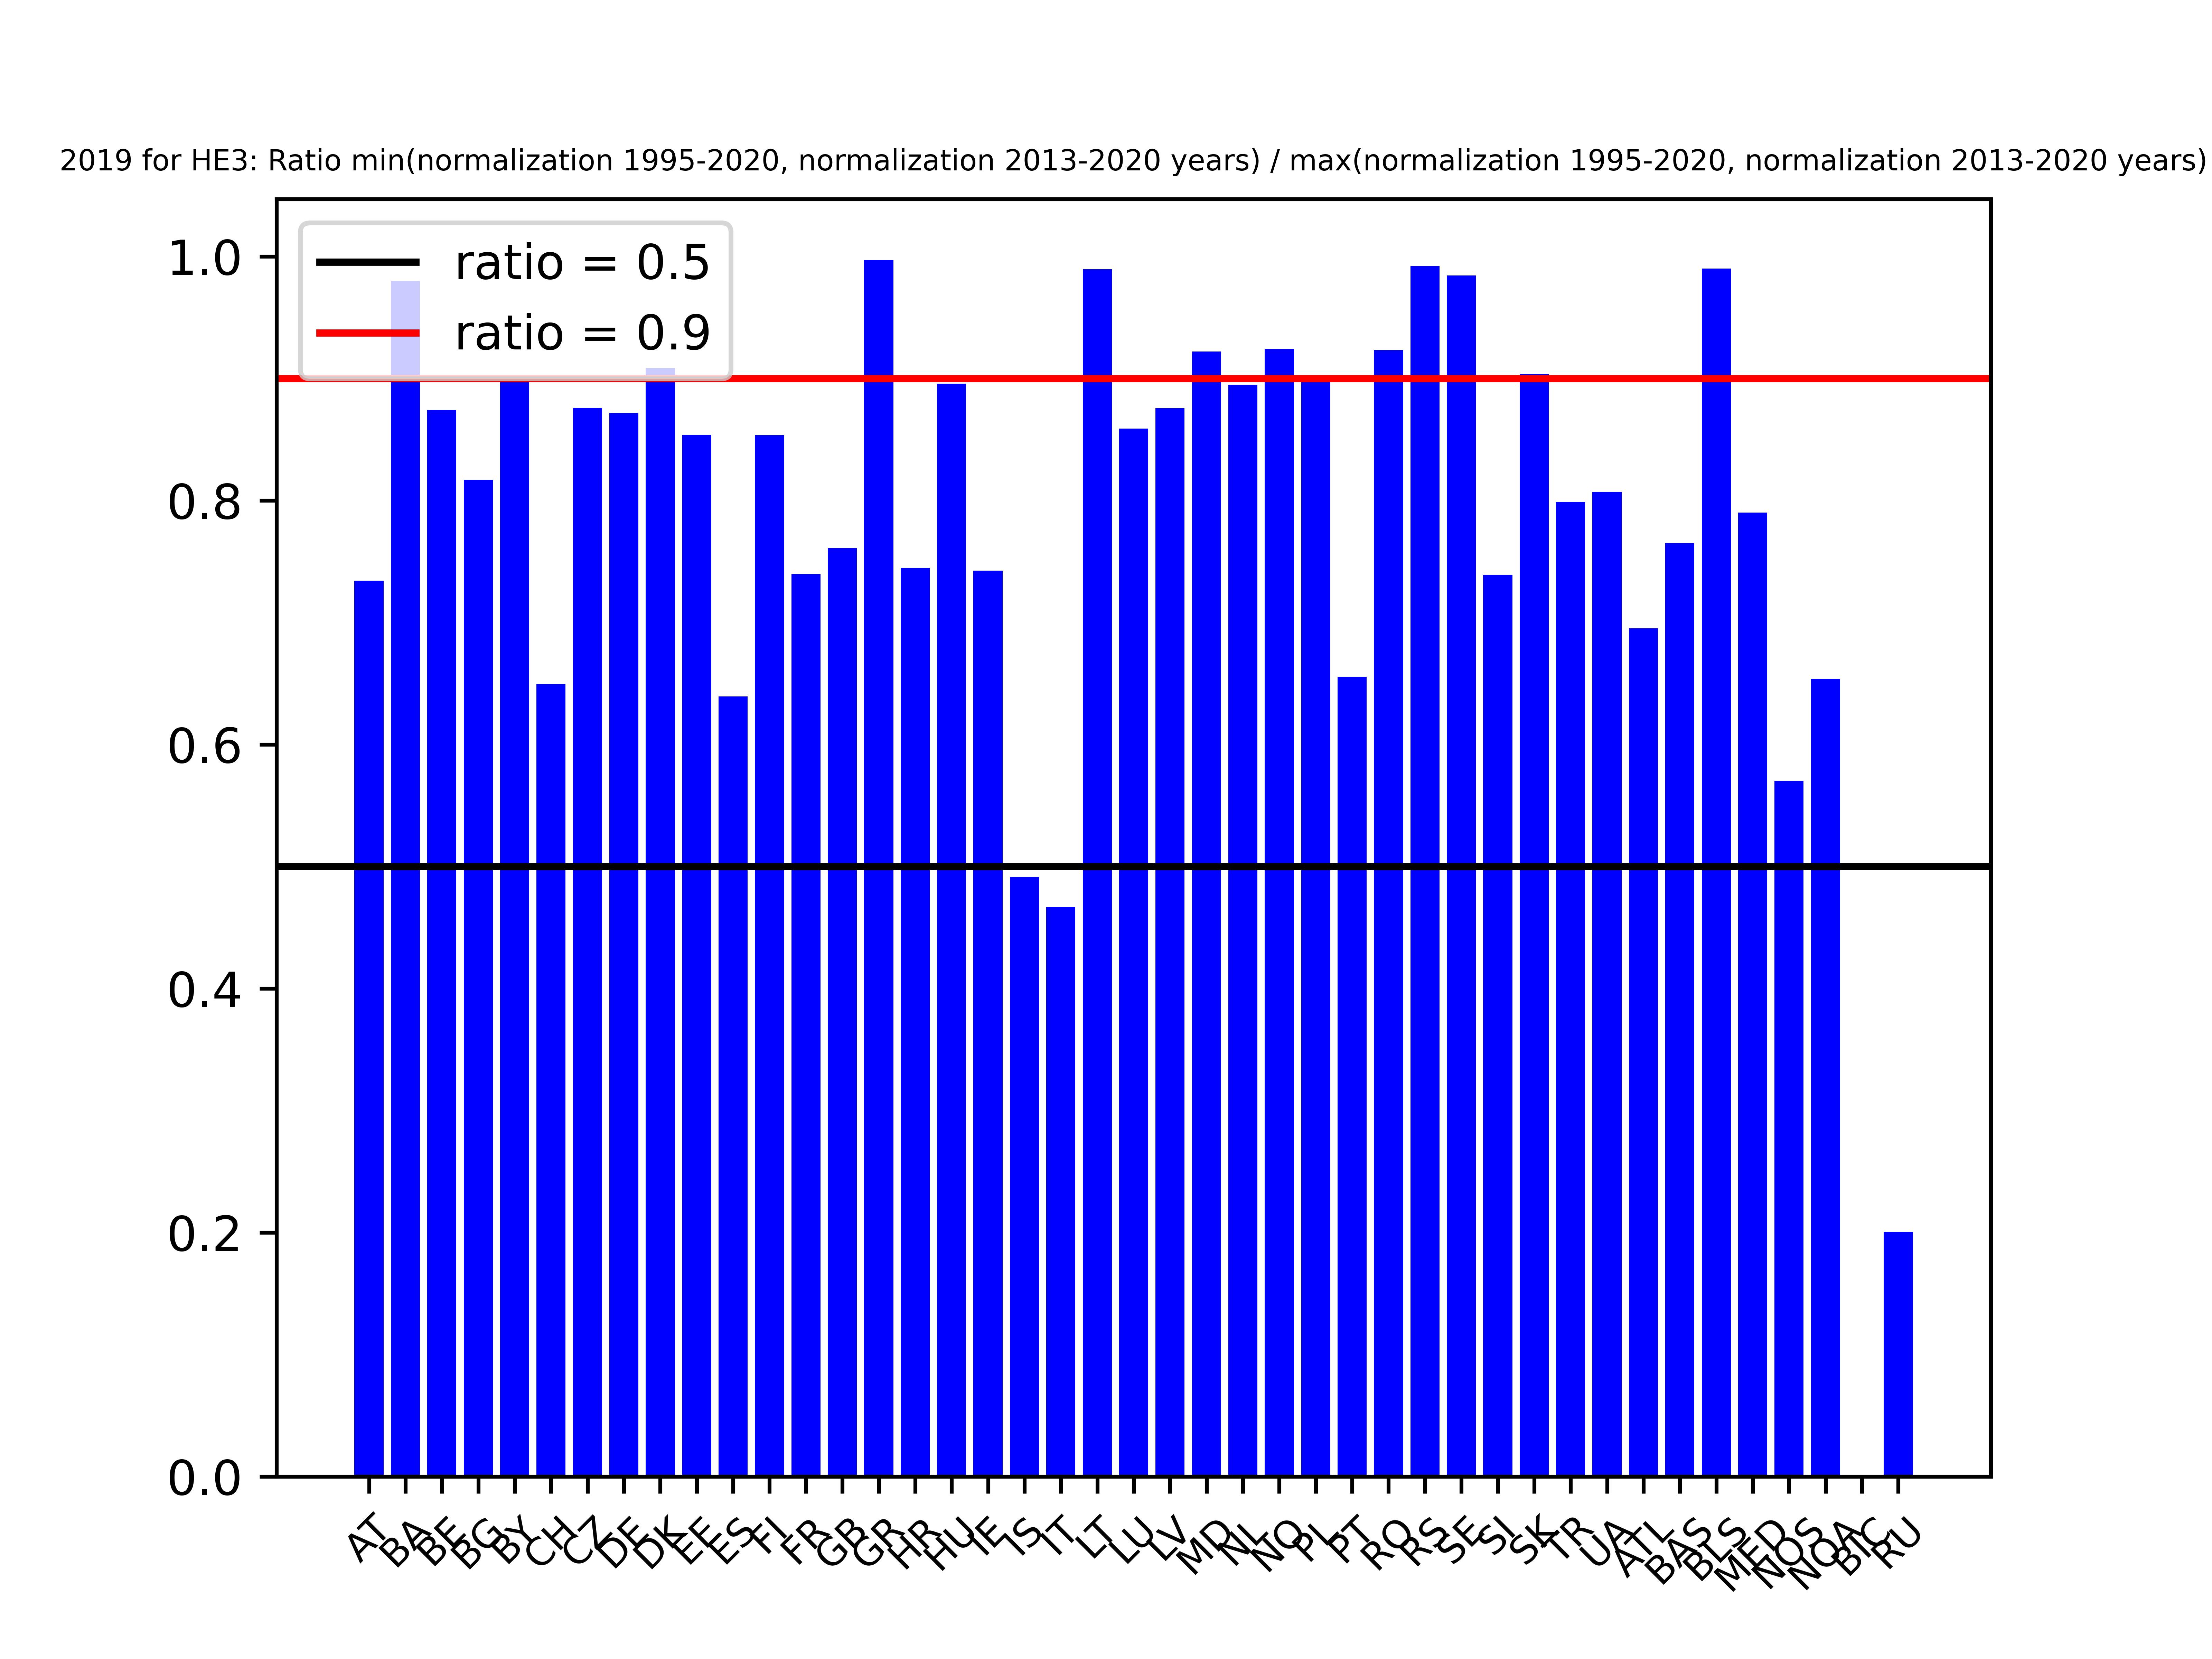 2019 for HE3: Ratio min(normalization 1995-2020, normalization 2013-2020 years) / max(normalization 1995-2020, normalization 2013-2020 years)
ratio = 0.5
ratio = 0.9
1.0
0.8
0.6
0.4
0.2
0.0
AT BA BE BG BY CH CZ DE DK EE ES FI FR GB GR HR HU IE IS IT LT LU LV MD NL NO PL PT RO RS SE SI SK TR UA ATL BAS BLS MED NOS NOA BIC RU